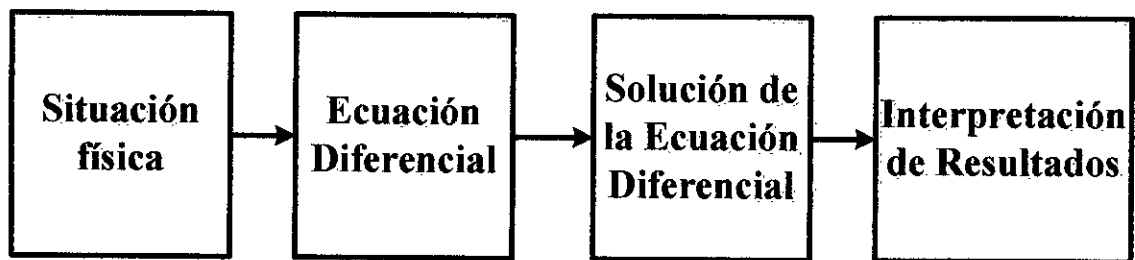 Situación
física
Ecuación
Diferencial
Solución de
la Ecuación
Diferencial
Interpretación
de Resultados